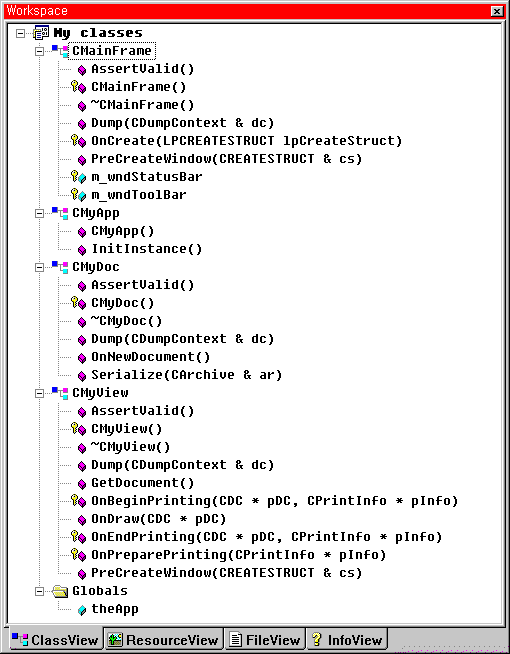 Workspace
My classes
CMainFrame
AssertValid()
CMainFrame()
~CMainFrame()
Dump(CDumpContext & dc)
OnCreate(LPCREATESTRUCT lpCreateStruct)
PreCreateWindow(CREATESTRUCT & cs)
m_wndStatusBar
m_wndToolBar
CMyApp
CMyApp()
InitInstance()
CMyDoc
AssertValid()
CMyDoc()
~CMyDoc()
Dump(CDumpContext & dc)
OnNewDocument()
Serialize(CArchive & ar)
CMyView
AssertValid()
CMyView()
~CMyView()
Dump(CDumpContext & dc)
GetDocument()
OnBeginPrinting(CDC * pDC, CPrintInfo * pInfo)
OnDraw(CDC * pDC)
OnEndPrinting(CDC * pDC, CPrintInfo * pInfo)
OnPreparePrinting(CPrintInfo * pInfo)
PreCreateWindow(CREATESTRUCT & cs)
Globals
theApp
ClassView ResourceView FileView InfoView